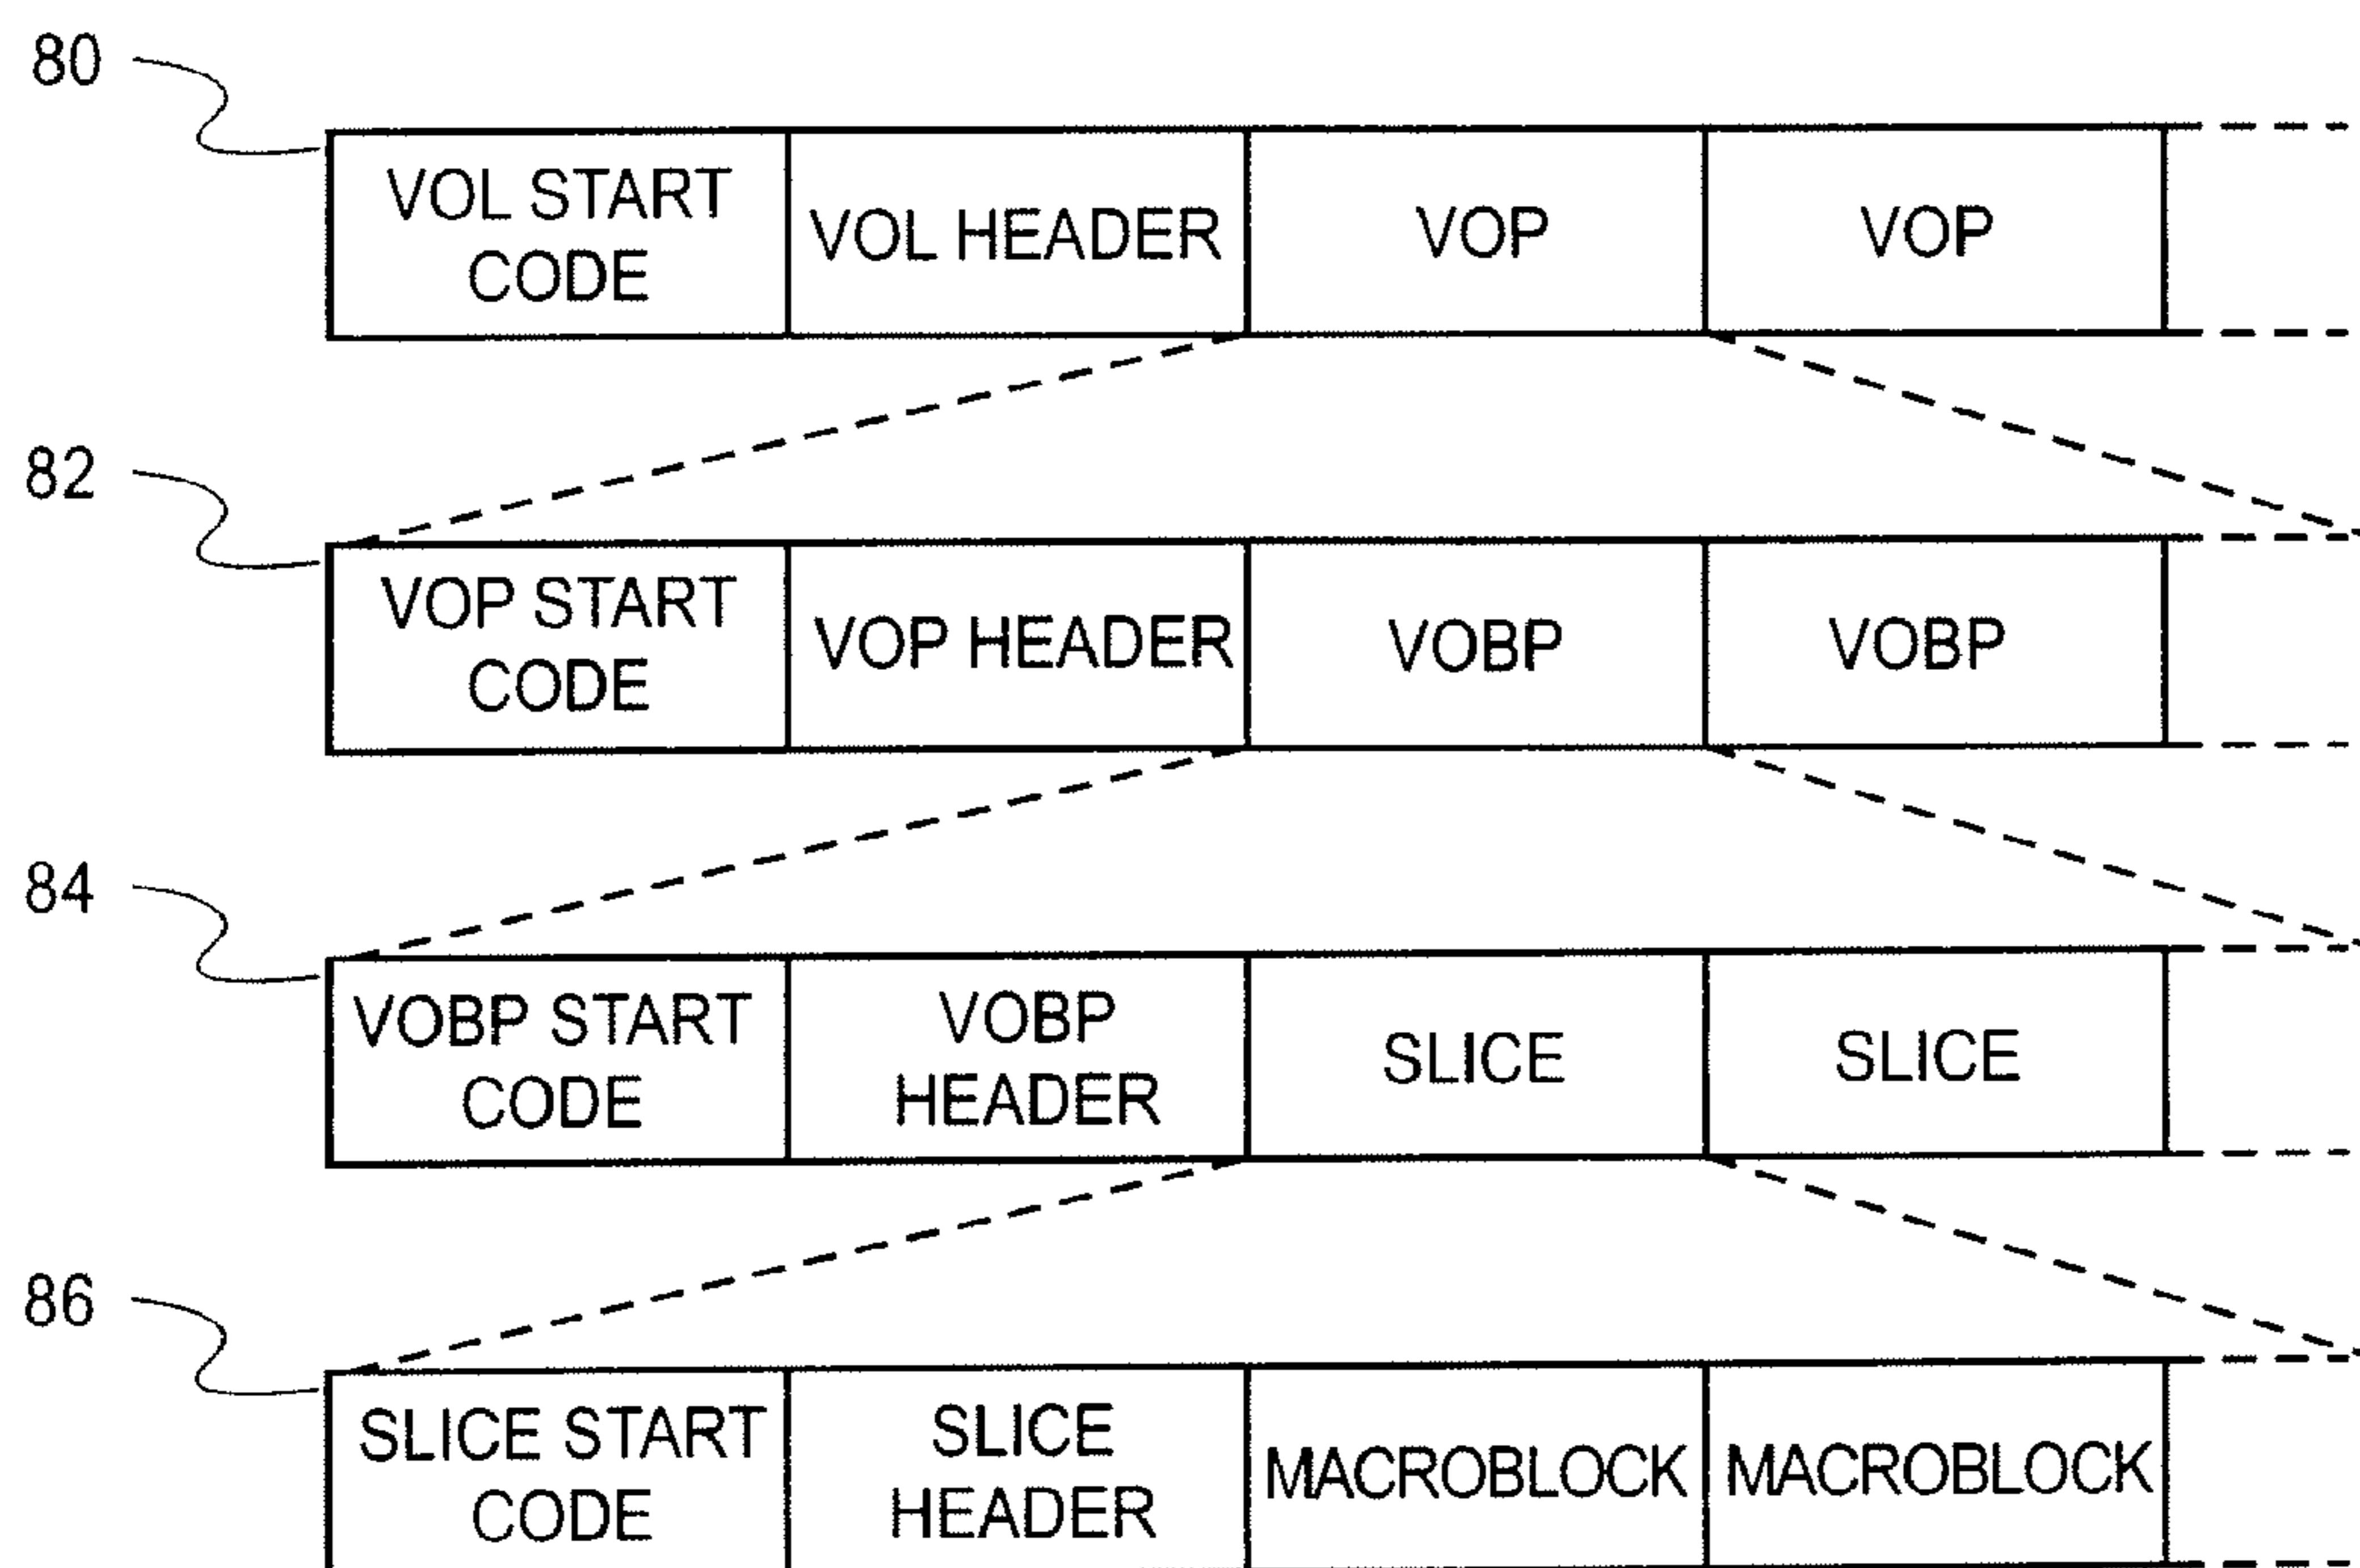 80
VOL START
CODE
VOL HEADER
VOP
VOP
82
VOP START
CODE
VOP HEADER
VOBP
VOBP
84
VOBP START
CODE
VOBP
HEADER
SLICE
SLICE
86
SLICE START
CODE
SLICE
HEADER
MACROBLOCK
MACROBLOCK